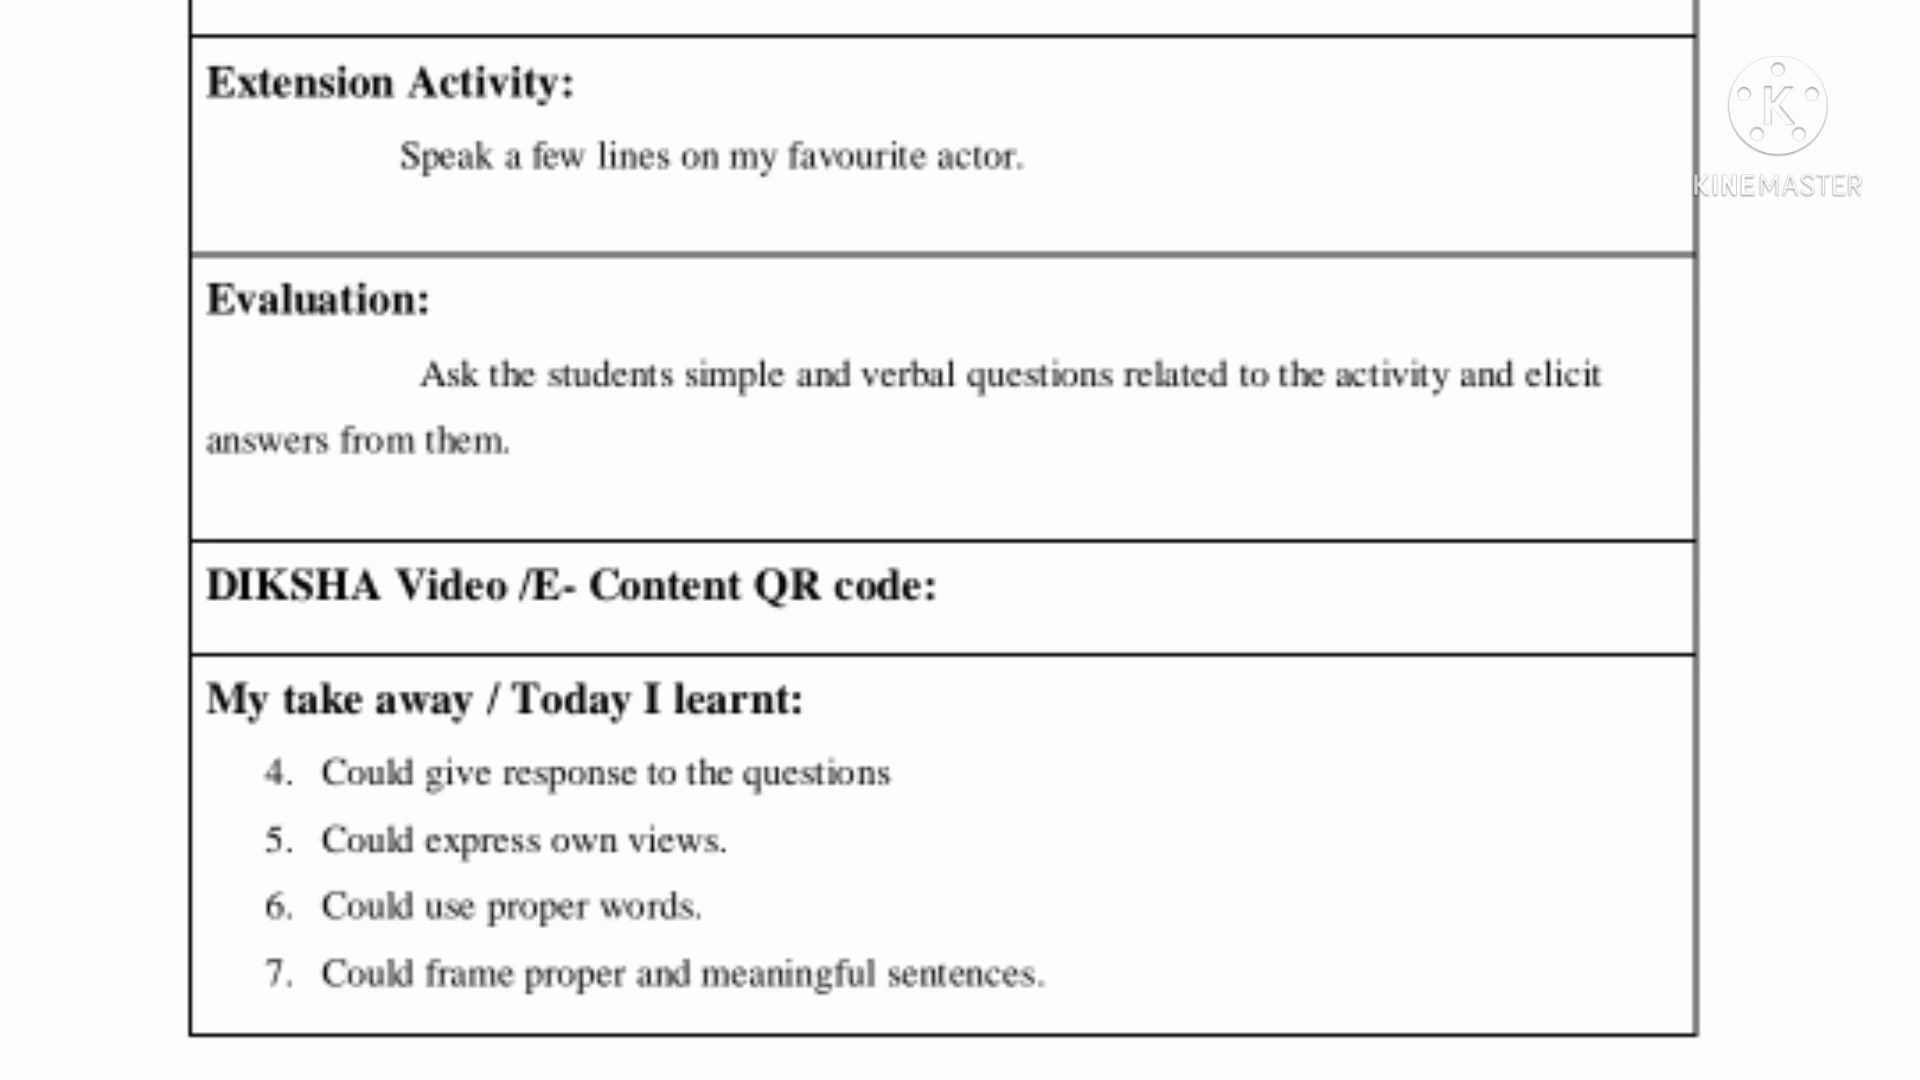 Extension Activity:
Speak a few lines on my favourite actor.
KINEMASTER
Evaluation:
Ask the students simple and verbal questions related to the activity and elicit
answers from them.
DIKSHA Video /E- Content QR code:
My take away / Today I learnt:
4. Could give response to the questions
5. Could express own views.
6. Could use proper words.
7. Could frame proper and meaningful sentences.